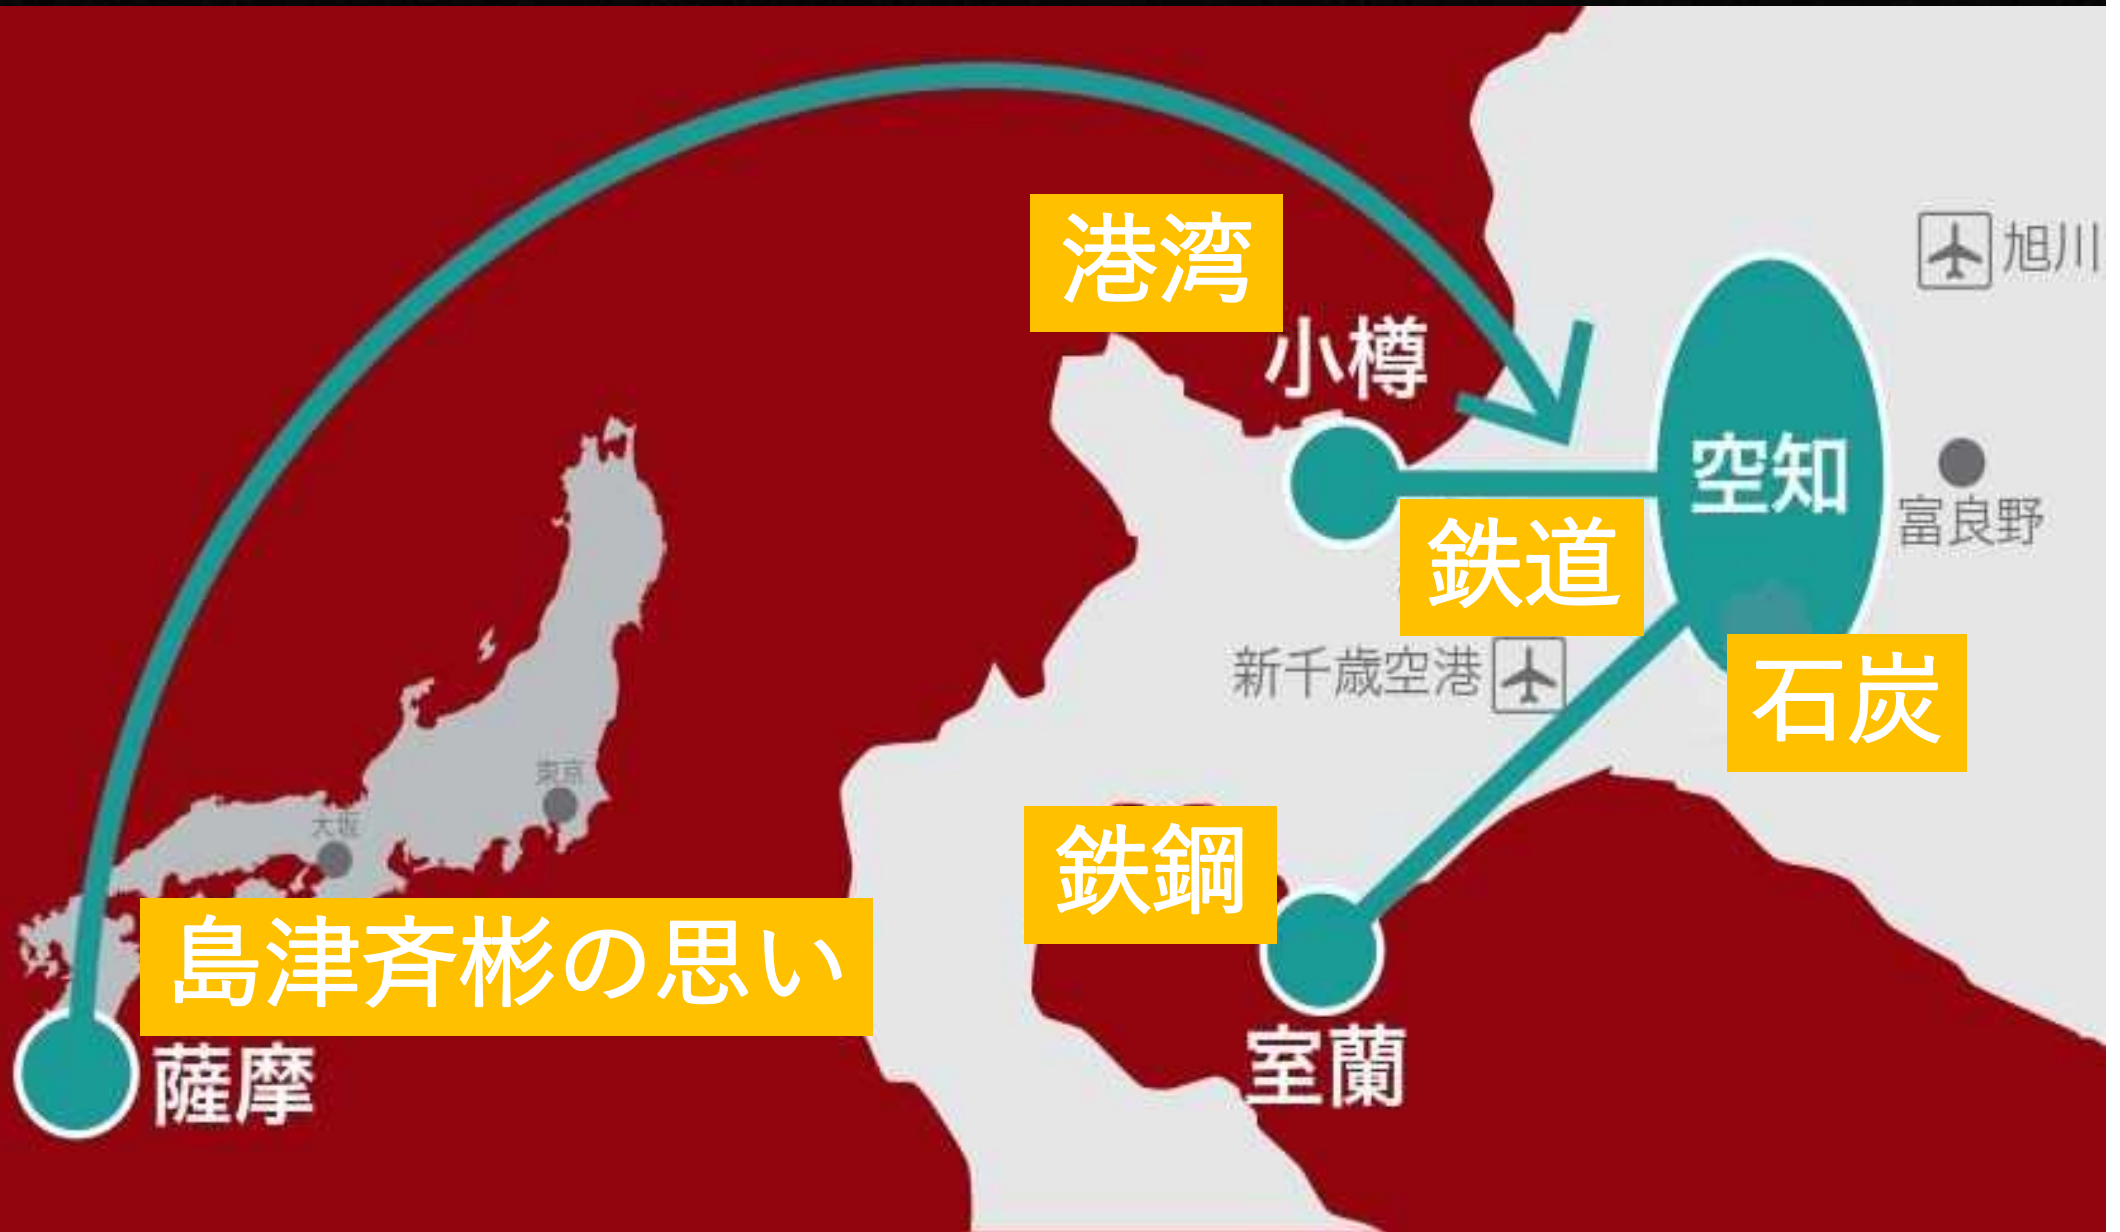 港湾
旭川
小樽
空知
富良野
鉄道
新千歳空港
石炭
東京
大坂
鉄鋼
島津斉彬の思い
室蘭
薩摩